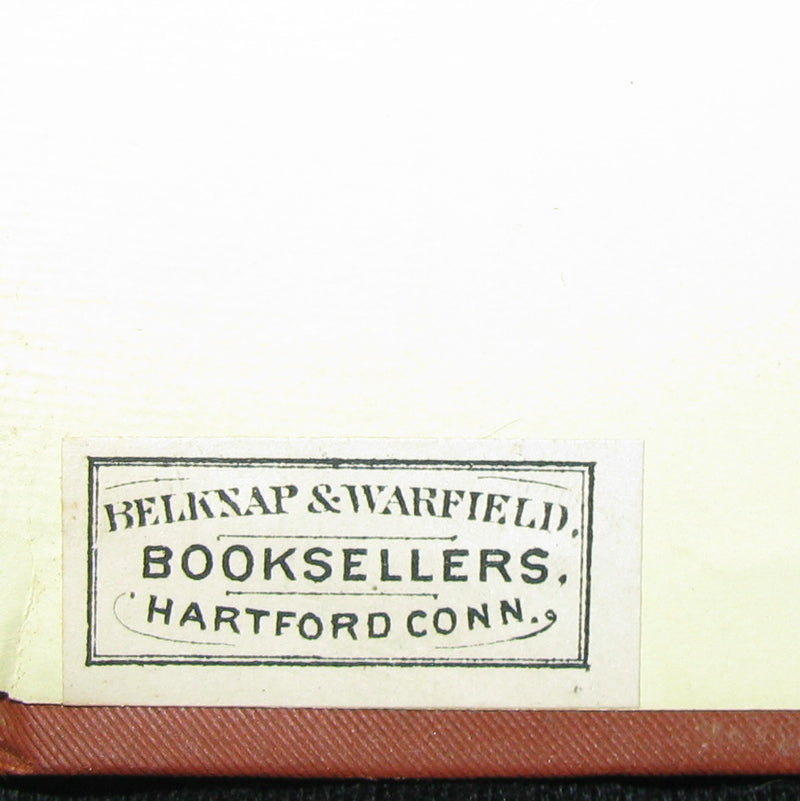 BELKNAP & WARFIELD,
BOOKSELLERS,
HARTFORD CONN.